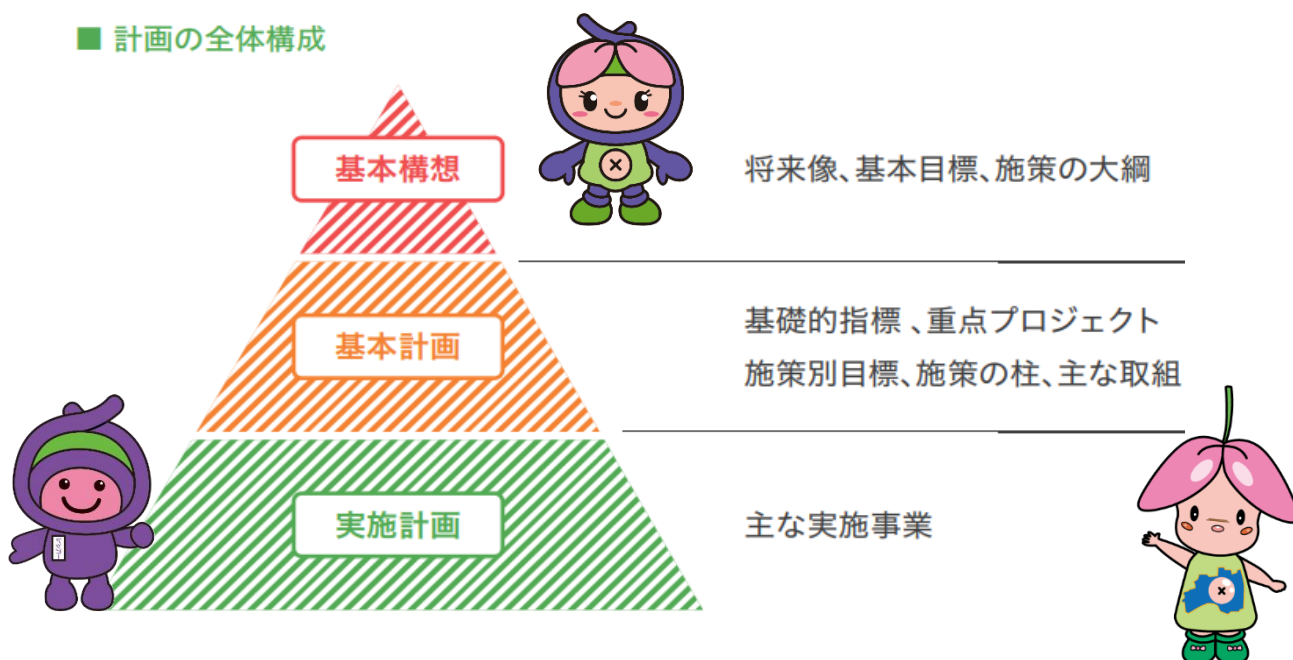 ■ 計画の全体構成
基本構想
将来像、基本目標、施策の大綱
基本計画
基礎的指標 、重点プロジェクト
施策別目標、施策の柱、主な取組
実施計画
主な実施事業